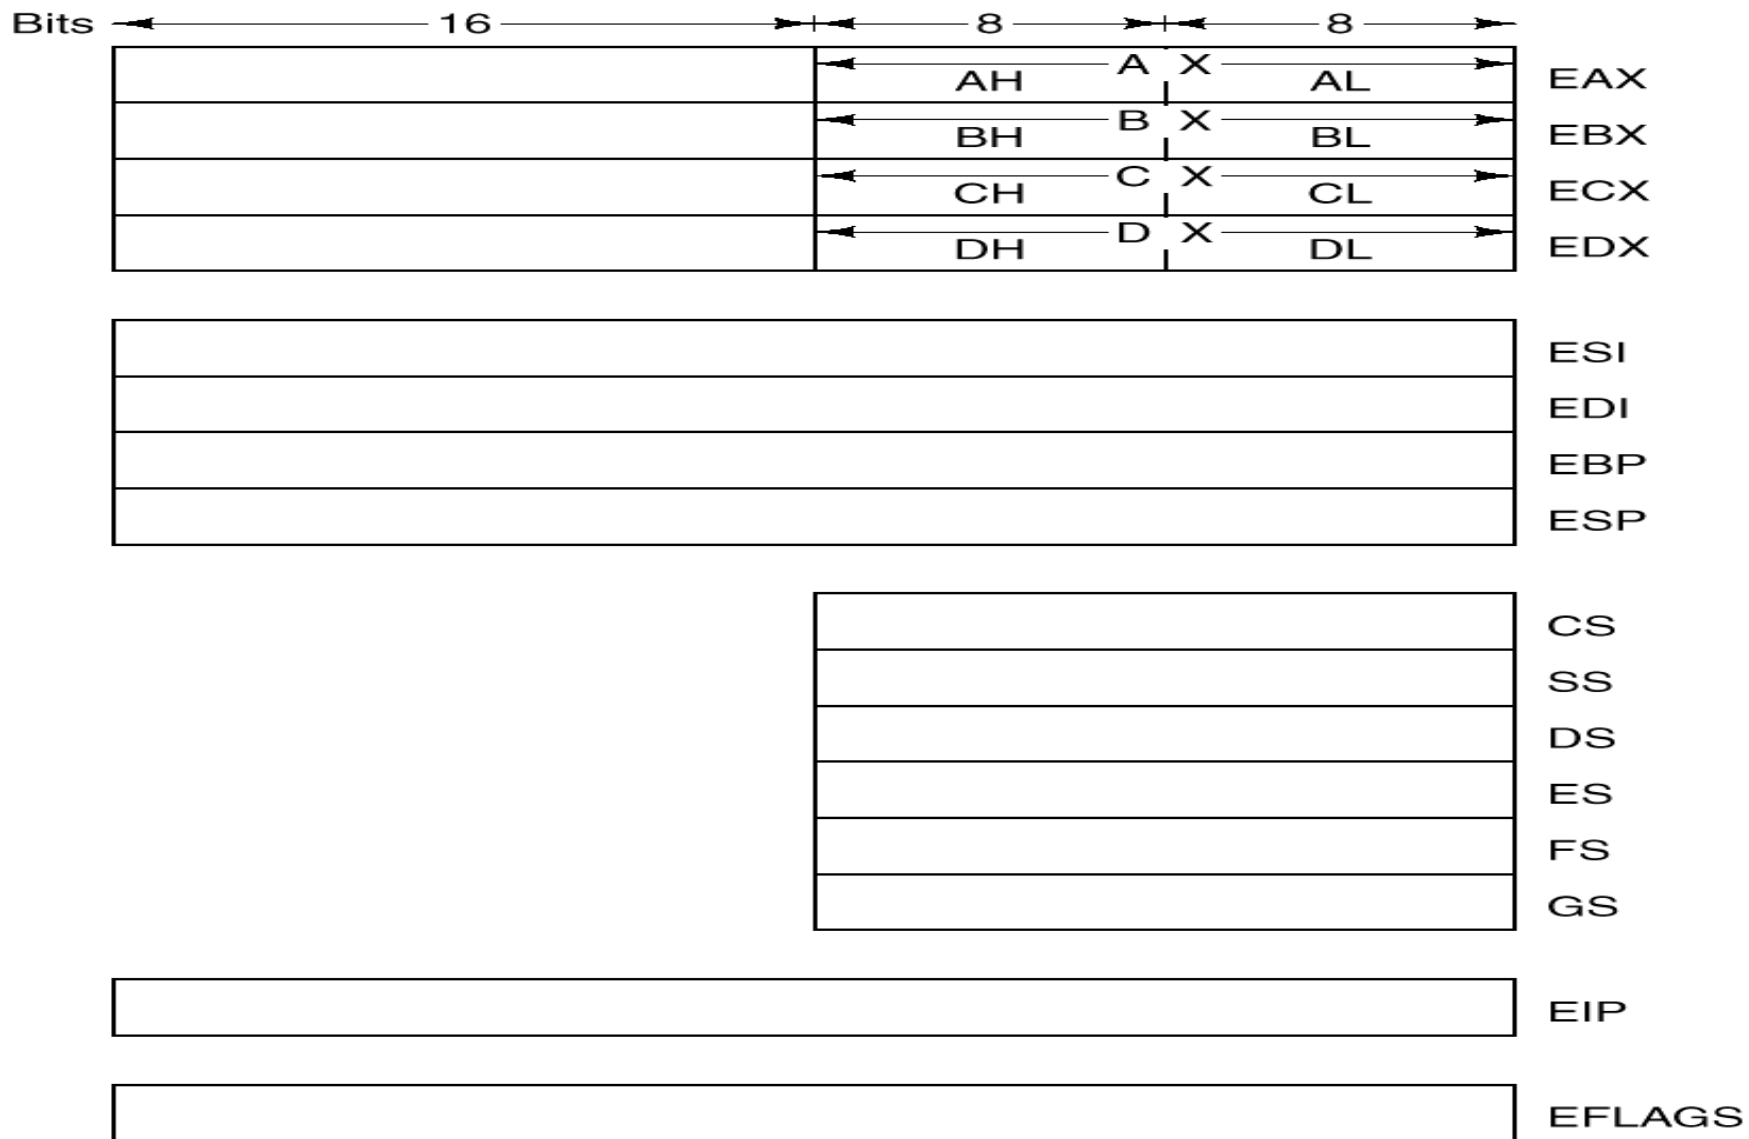 Bits 16 8 8
A X
AH AL EAX
B X
BH BL EBX
C X
CH CL ECX
D X
DH DL EDX
ESI
EDI
EBP
ESP
CS
SS
DS
ES
FS
GS
EIP
EFLAGS